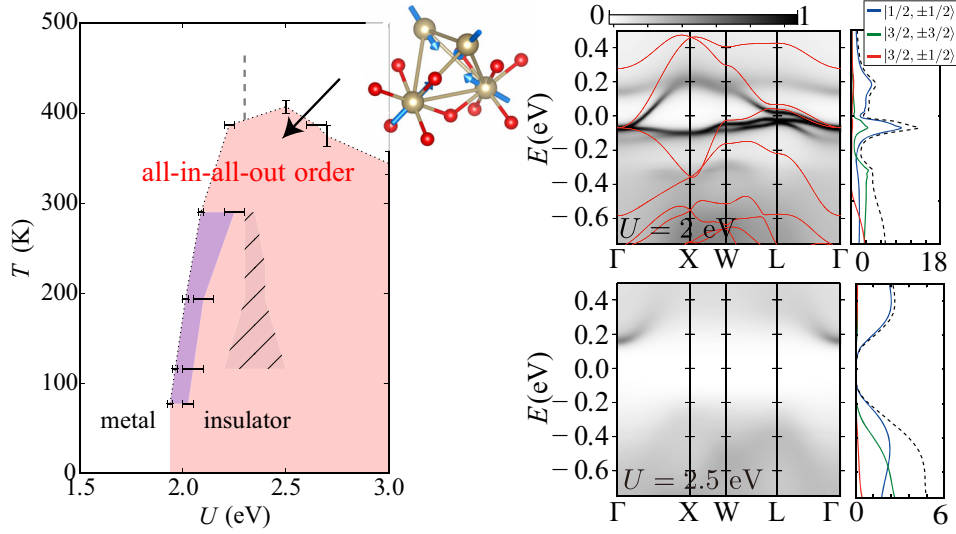 500
400
300
200
100
0
T (K)
all-in-all-out order
metal
insulator
1.5
2.0
2.5
3.0
U (eV)
0
1
|1/2, ±1/2⟩
|3/2, ±3/2⟩
|3/2, ±1/2⟩
E(eV)
0.4
0.2
0.0
−0.2
−0.4
−0.6
U = 2 eV
Γ
X
W
L
Γ
0
18
E(eV)
0.4
0.2
0.0
−0.2
−0.4
−0.6
U = 2.5 eV
Γ
X
W
L
Γ
0
6